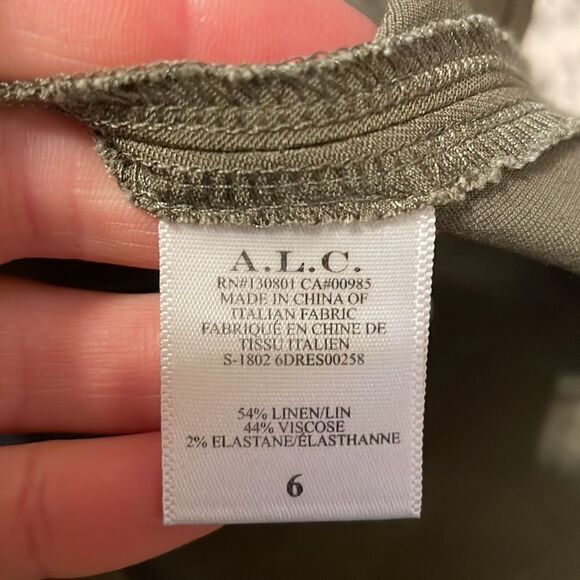 A.L.C.
RN#130801 CA#00985
MADE IN CHINA OF
ITALIAN FABRIC
FABRIQUÉ EN CHINE DE
TISSU ITALIEN
S-1802 6DRES00258
54% LINEN/LIN
44% VISCOSE
2% ELASTANE/ÉLASTHANNE
6